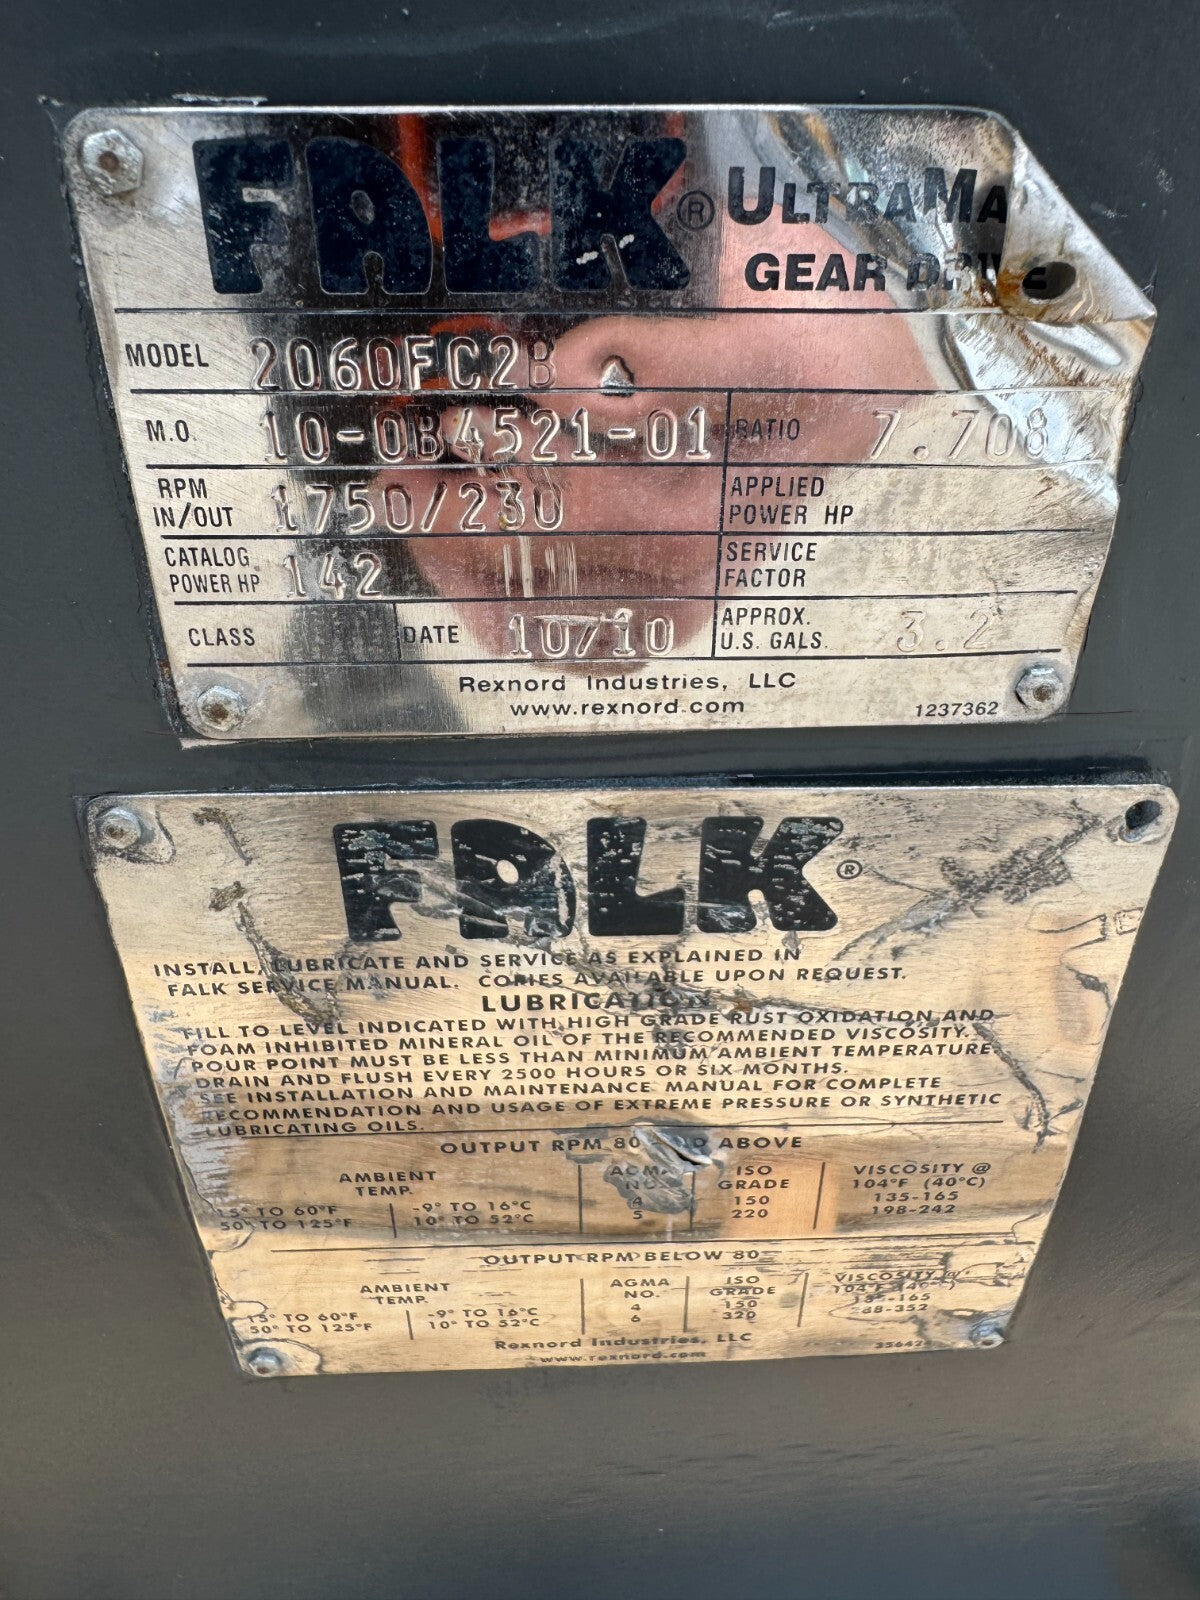 FALK® ULTRAMA
GEAR DRIVE
MODEL 2060FC2B
M.O. 10-0B4521-01 RATIO 7.708
RPM IN/OUT 1750/230 APPLIED POWER HP
CATALOG POWER HP 142 SERVICE FACTOR
CLASS DATE 10/10 APPROX. U.S. GALS. 3.2
Rexnord Industries, LLC
www.rexnord.com 1237362
FALK®
INSTALL, LUBRICATE AND SERVICE AS EXPLAINED IN
FALK SERVICE MANUAL. COPIES AVAILABLE UPON REQUEST.
LUBRICATION
FILL TO LEVEL INDICATED WITH HIGH GRADE RUST OXIDATION AND
FOAM INHIBITED MINERAL OIL OF THE RECOMMENDED VISCOSITY.
POUR POINT MUST BE LESS THAN MINIMUM AMBIENT TEMPERATURE
DRAIN AND FLUSH EVERY 2500 HOURS OR SIX MONTHS.
SEE INSTALLATION AND MAINTENANCE MANUAL FOR COMPLETE
RECOMMENDATION AND USAGE OF EXTREME PRESSURE OR SYNTHETIC
LUBRICATING OILS.
OUTPUT RPM 80 AND ABOVE
AMBIENT TEMP. AGMA NO. ISO GRADE VISCOSITY @ 104°F (40°C)
15° TO 60°F -9° TO 16°C 4 150 135-165
50° TO 125°F 10° TO 52°C 5 220 198-242
OUTPUT RPM BELOW 80
AMBIENT TEMP. AGMA NO. ISO GRADE VISCOSITY @ 104°F (40°C)
15° TO 60°F -9° TO 16°C 4 150 135-165
50° TO 125°F 10° TO 52°C 6 320 88-352
Rexnord Industries, LLC
www.rexnord.com